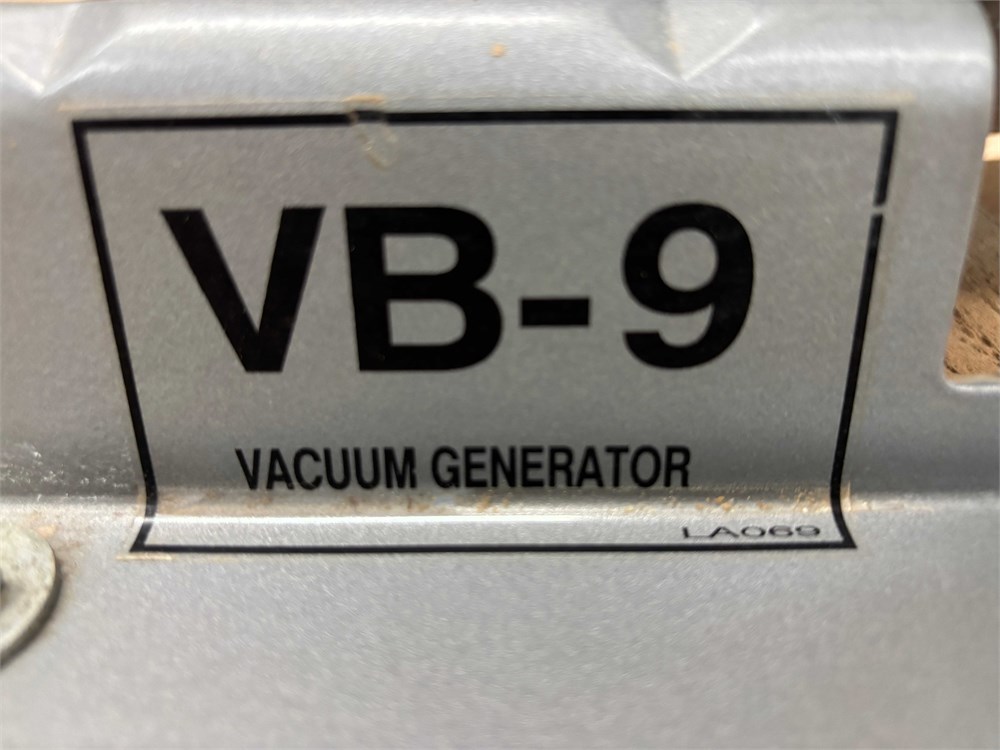 VB-9
VACUUM GENERATOR
LA069